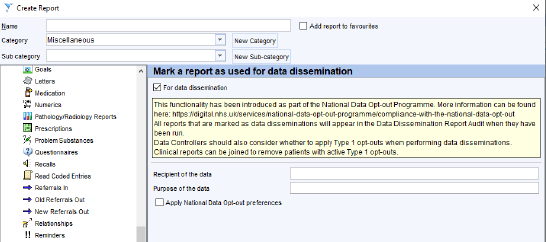 Create Report
Name
Add report to favourites
Category
Miscellaneous
New Category
Sub category
New Sub-category
Goals
Letters
Medication
Numerics
Pathology/Radiology Reports
Prescriptions
Problem Substances
Questionnaires
Recalls
Read Coded Entries
Referrals In
Old Referrals Out
New Referrals Out
Relationships
Reminders
Mark a report as used for data dissemination
For data dissemination
This functionality has been introduced as part of the National Data Opt-out Programme. More information can be found
here: https://digital.nhs.uk/services/national-data-opt-out-programme/compliance-with-the-national-data-opt-out
All reports that are marked as data disseminations will appear in the Data Dissemination Report Audit when they have
been run.
Data Controllers should also consider whether to apply Type 1 opt-outs when performing data disseminations.
Clinical reports can be joined to remove patients with active Type 1 opt-outs.
Recipient of the data
Purpose of the data
Apply National Data Opt-out preferences